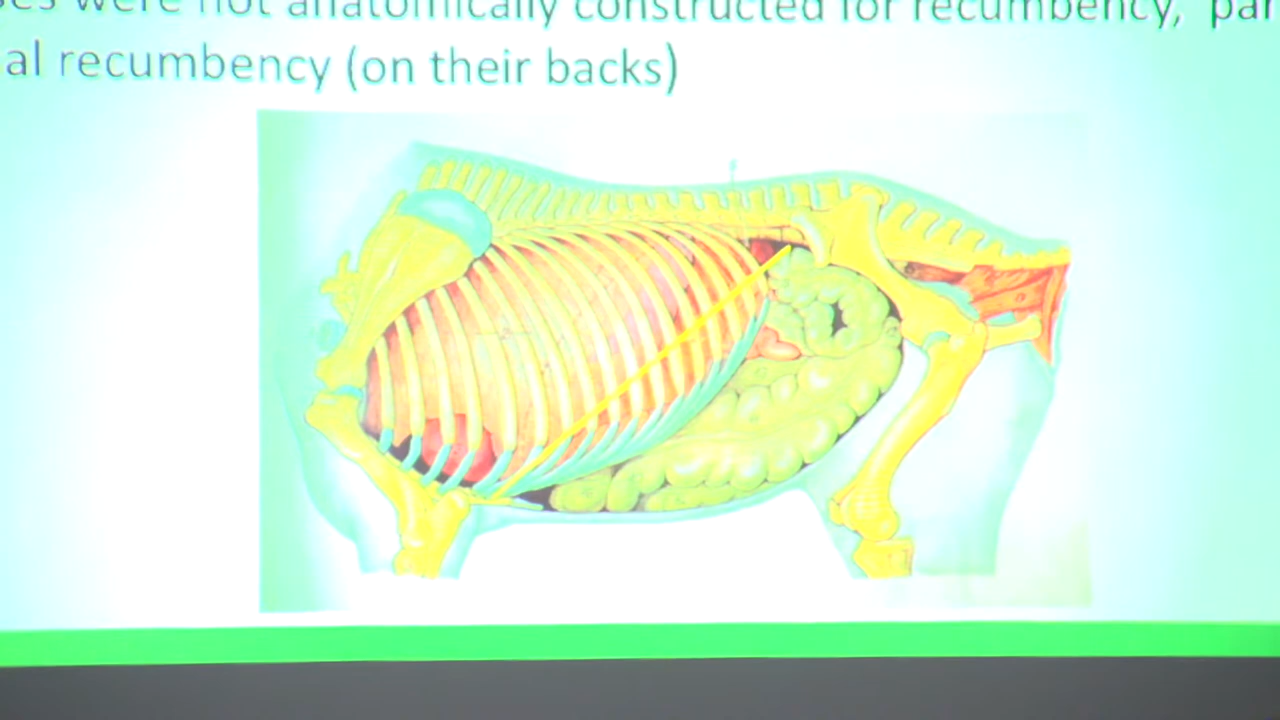 were not anatomically constructed for recumbency,
al recumbency (on their backs)